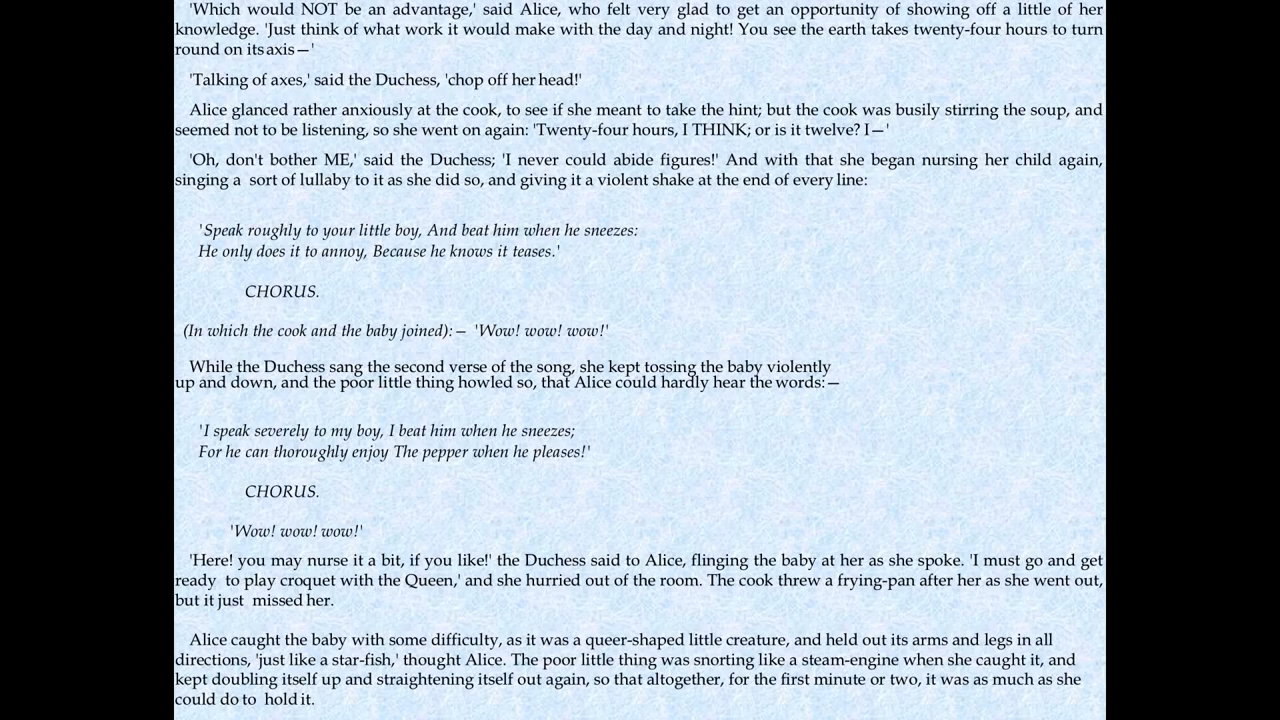 'Which would NOT be an advantage,' said Alice, who felt very glad to get an opportunity of showing off a little of her
knowledge. 'Just think of what work it would make with the day and night! You see the earth takes twenty-four hours to turn
round on its axis—'
'Talking of axes,' said the Duchess, 'chop off her head!'
Alice glanced rather anxiously at the cook, to see if she meant to take the hint; but the cook was busily stirring the soup, and
seemed not to be listening, so she went on again: 'Twenty-four hours, I THINK; or is it twelve? I—'
'Oh, don't bother ME,' said the Duchess; 'I never could abide figures!' And with that she began nursing her child again,
singing a sort of lullaby to it as she did so, and giving it a violent shake at the end of every line:
'Speak roughly to your little boy, And beat him when he sneezes:
He only does it to annoy, Because he knows it teases.'
CHORUS.
(In which the cook and the baby joined):— 'Wow! wow! wow!'
While the Duchess sang the second verse of the song, she kept tossing the baby violently
up and down, and the poor little thing howled so, that Alice could hardly hear the words:—
'I speak severely to my boy, I beat him when he sneezes;
For he can thoroughly enjoy The pepper when he pleases!'
CHORUS.
'Wow! wow! wow!'
'Here! you may nurse it a bit, if you like!' the Duchess said to Alice, flinging the baby at her as she spoke. 'I must go and get
ready to play croquet with the Queen,' and she hurried out of the room. The cook threw a frying-pan after her as she went out,
but it just missed her.
Alice caught the baby with some difficulty, as it was a queer-shaped little creature, and held out its arms and legs in all
directions, 'just like a star-fish,' thought Alice. The poor little thing was snorting like a steam-engine when she caught it, and
kept doubling itself up and straightening itself out again, so that altogether, for the first minute or two, it was as much as she
could do to hold it.